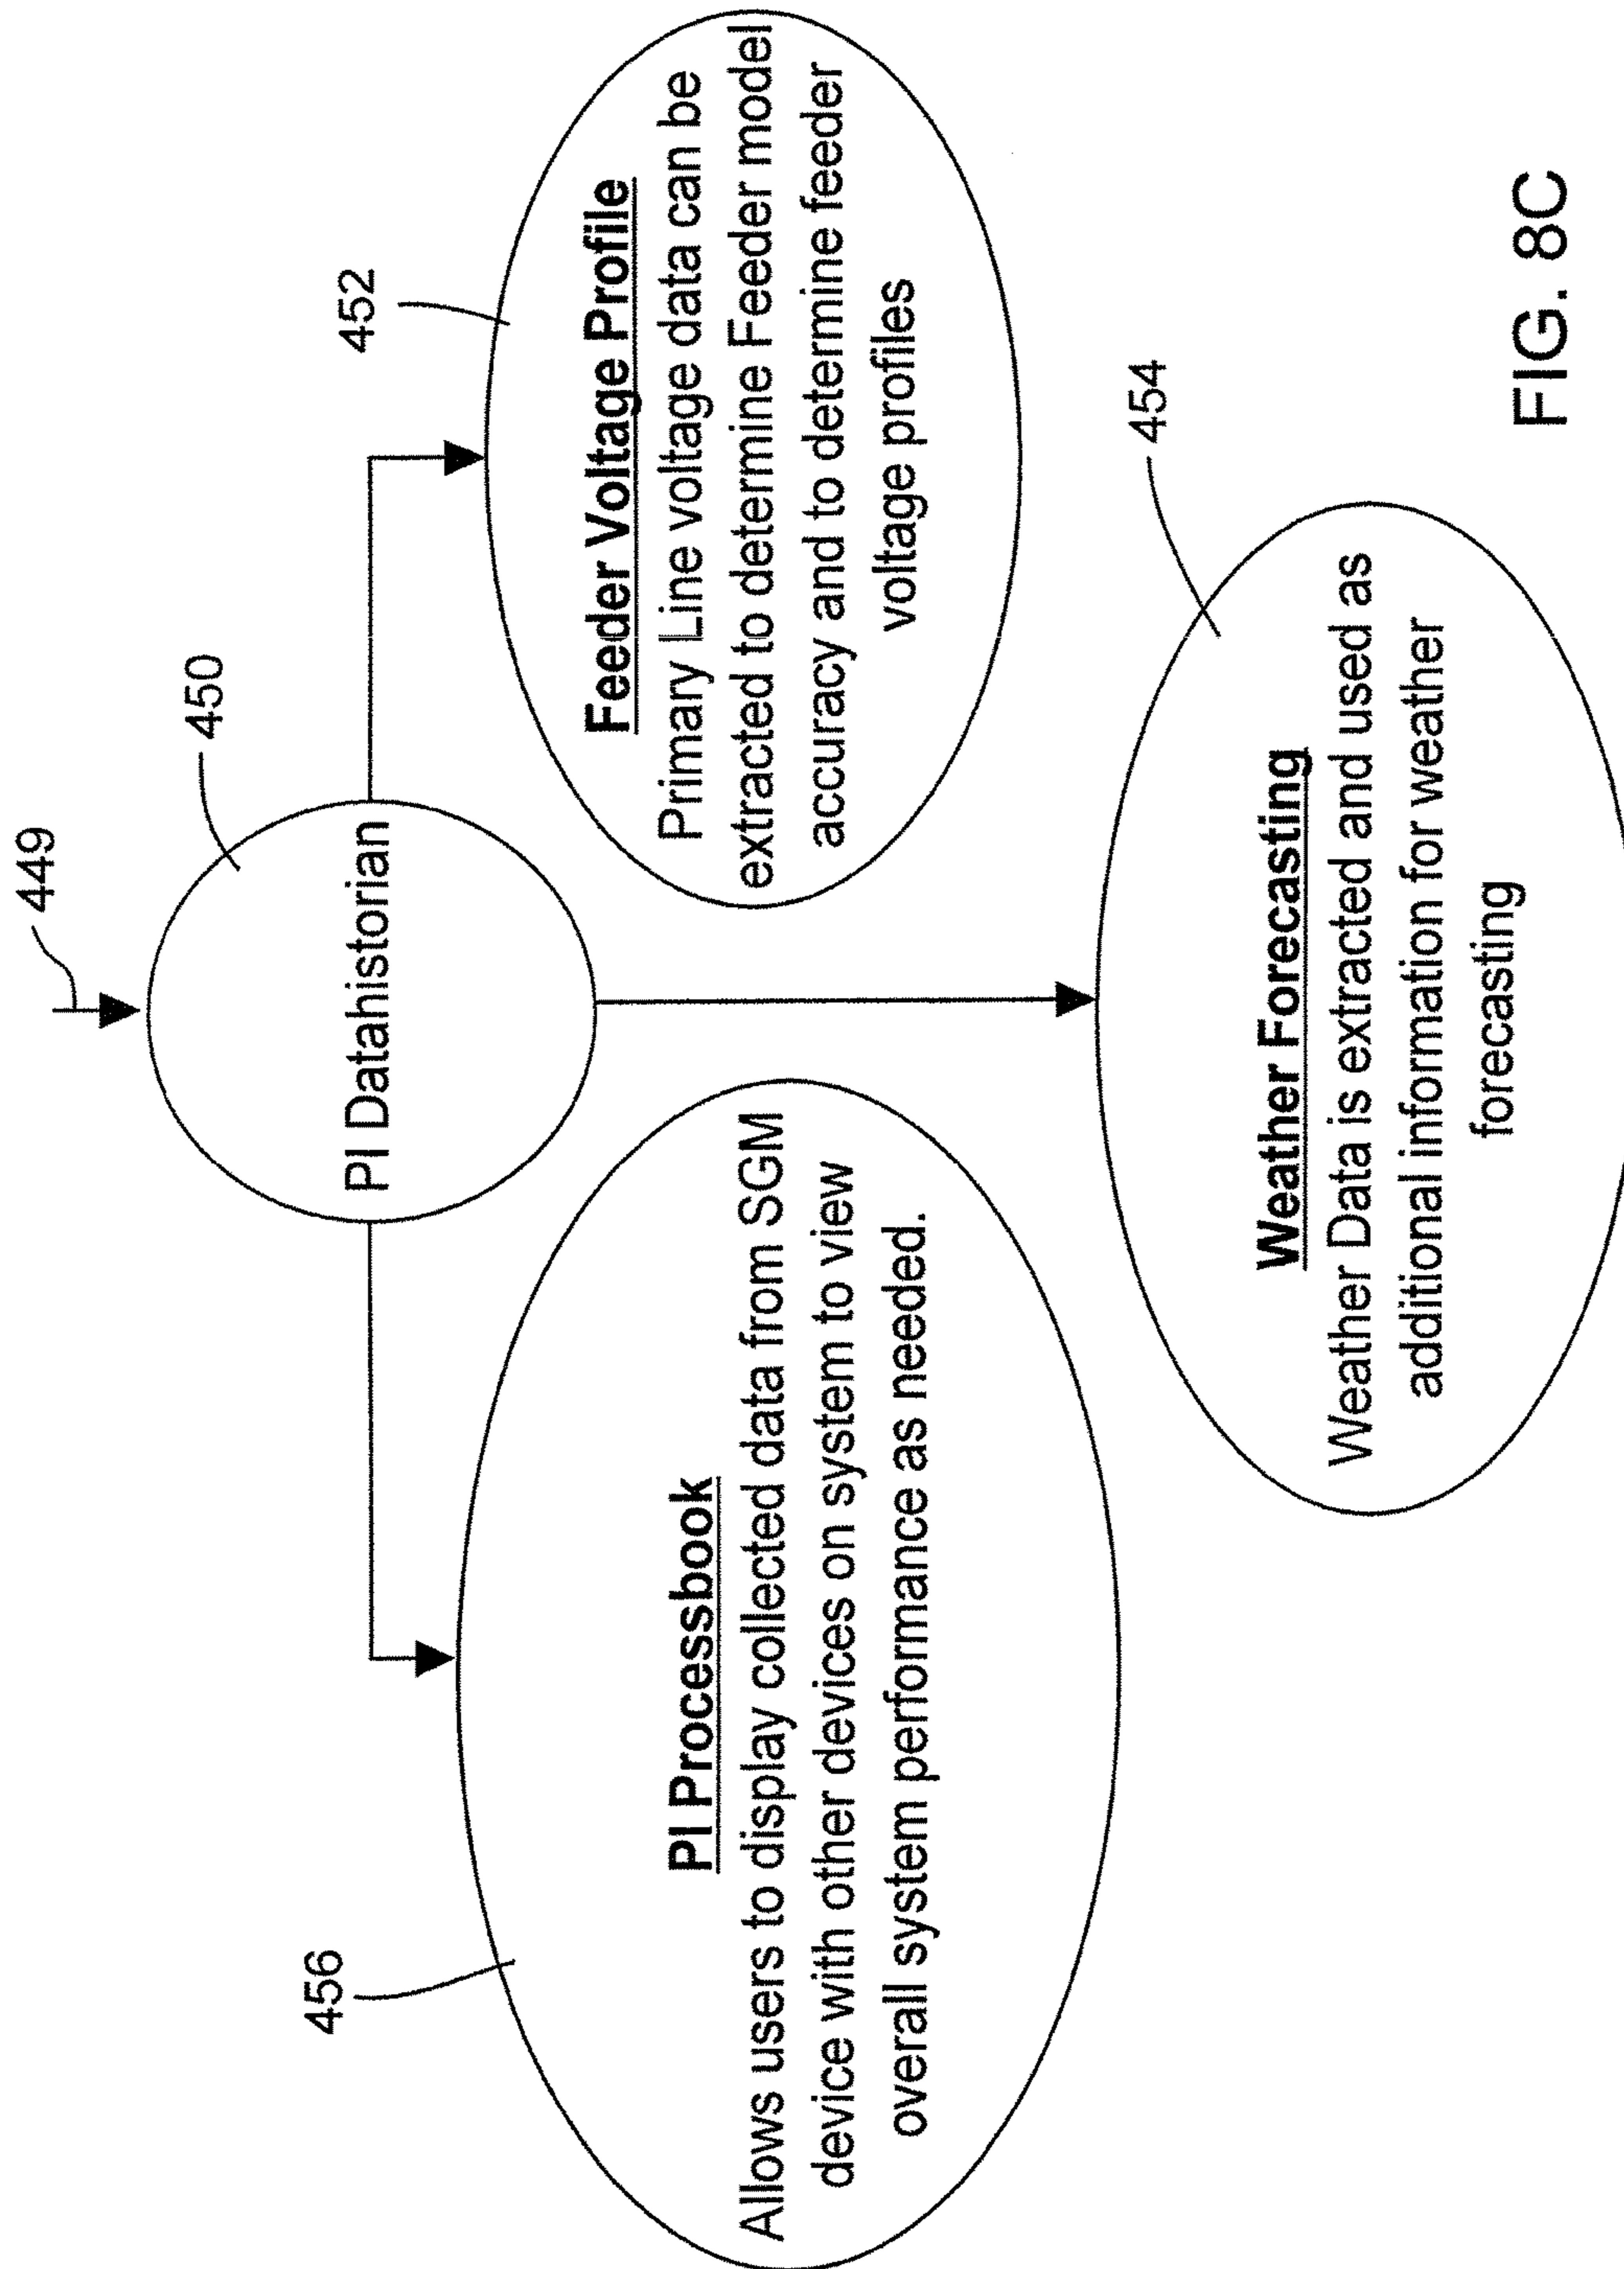 449
450
PI Datahistorian
452
Feeder Voltage Profile
Primary Line voltage data can be
extracted to determine Feeder model
accuracy and to determine feeder
voltage profiles
456
PI Processbook
Allows users to display collected data from SGM
device with other devices on system to view
overall system performance as needed.
454
Weather Forecasting
Weather Data is extracted and used as
additional information for weather
forecasting
FIG. 8C